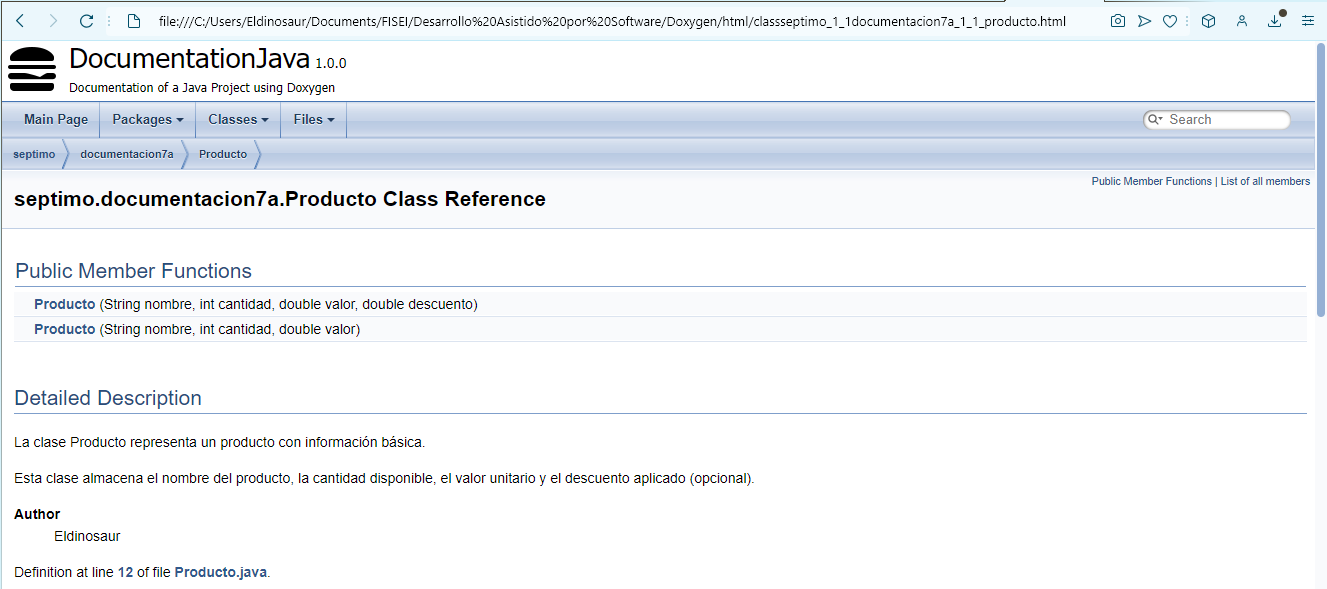 file:///C:/Users/Eldinosaur/Documents/FISEI/Desarrollo%20Asistido%20por%20Software/Doxygen/html/classseptimo_1_1documentacion7a_1_1_producto.html
DocumentationJava 1.0.0
Documentation of a Java Project using Doxygen
Main Page Packages Classes Files Search
septimo documentacion7a Producto
Public Member Functions | List of all members
septimo.documentacion7a.Producto Class Reference
Public Member Functions
Producto (String nombre, int cantidad, double valor, double descuento)
Producto (String nombre, int cantidad, double valor)
Detailed Description
La clase Producto representa un producto con información básica.
Esta clase almacena el nombre del producto, la cantidad disponible, el valor unitario y el descuento aplicado (opcional).
Author
Eldinosaur
Definition at line 12 of file Producto.java.